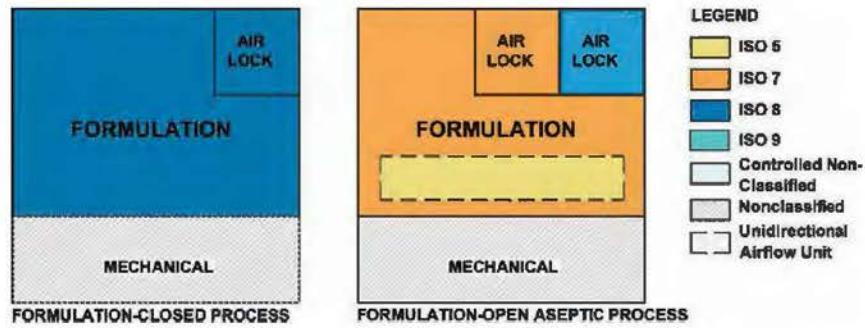 AIR
LOCK
FORMULATION
MECHANICAL
FORMULATION-CLOSED PROCESS
AIR
LOCK
AIR
LOCK
FORMULATION
MECHANICAL
FORMULATION-OPEN ASEPTIC PROCESS
LEGEND
ISO 5
ISO 7
ISO 8
ISO 9
Controlled Non-
Classified
Nonclassified
Unidirectional
Airflow Unit